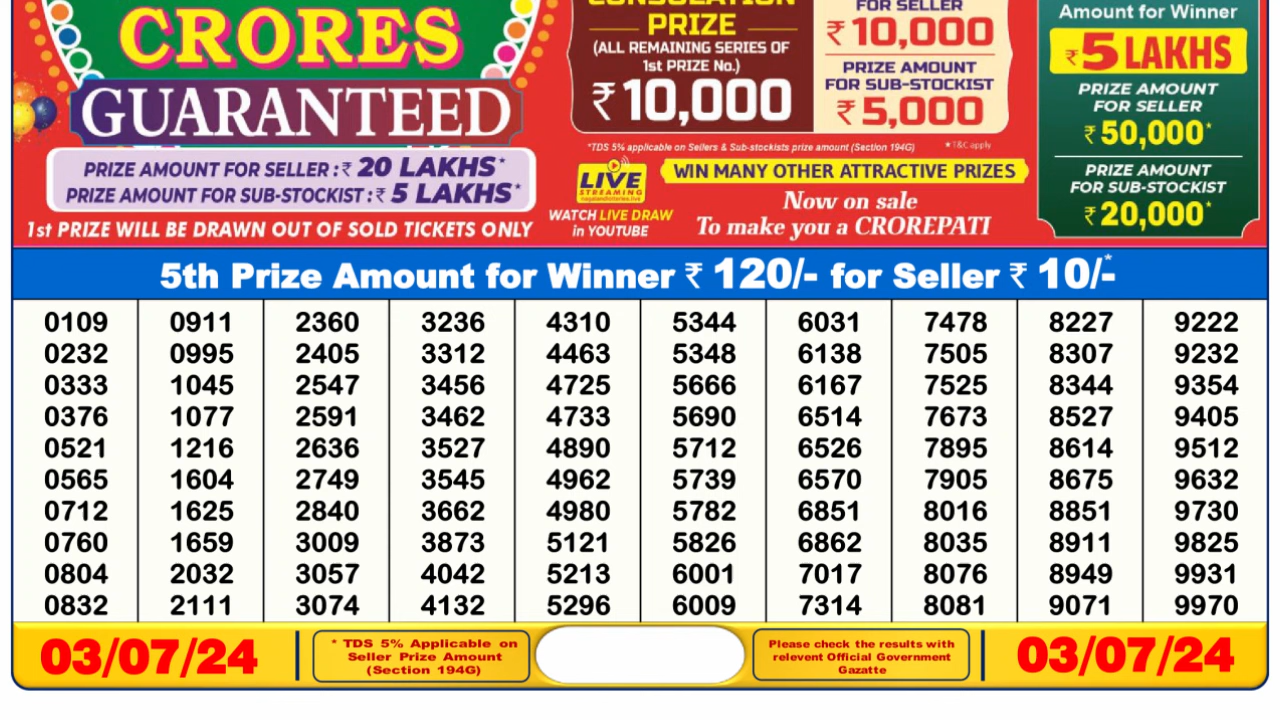 CRORES
GUARANTEED
PRIZE AMOUNT FOR SELLER :₹ 20 LAKHS*
PRIZE AMOUNT FOR SUB-STOCKIST :₹ 5 LAKHS*
1st PRIZE WILL BE DRAWN OUT OF SOLD TICKETS ONLY
CONSOLATION
PRIZE
(ALL REMAINING SERIES OF
1st PRIZE No.)
₹10,000
FOR SELLER
₹10,000
PRIZE AMOUNT
FOR SUB-STOCKIST
₹5,000
*TDS 5% applicable on Sellers & Sub-stockists prize amount (Section 194G)
★T&C apply
LIVE
STREAMING
nagalandlotteries.live
WATCH LIVE DRAW
in YOUTUBE
WIN MANY OTHER ATTRACTIVE PRIZES
Now on sale
To make you a CROREPATI
Amount for Winner
₹5 LAKHS
PRIZE AMOUNT
FOR SELLER
₹50,000*
PRIZE AMOUNT
FOR SUB-STOCKIST
₹20,000*
5th Prize Amount for Winner ₹ 120/- for Seller ₹ 10/-*
0109 0911 2360 3236 4310 5344 6031 7478 8227 9222
0232 0995 2405 3312 4463 5348 6138 7505 8307 9232
0333 1045 2547 3456 4725 5666 6167 7525 8344 9354
0376 1077 2591 3462 4733 5690 6514 7673 8527 9405
0521 1216 2636 3527 4890 5712 6526 7895 8614 9512
0565 1604 2749 3545 4962 5739 6570 7905 8675 9632
0712 1625 2840 3662 4980 5782 6851 8016 8851 9730
0760 1659 3009 3873 5121 5826 6862 8035 8911 9825
0804 2032 3057 4042 5213 6001 7017 8076 8949 9931
0832 2111 3074 4132 5296 6009 7314 8081 9071 9970
03/07/24
* TDS 5% Applicable on
Seller Prize Amount
(Section 194G)
Please check the results with
relevent Official Government
Gazatte
03/07/24